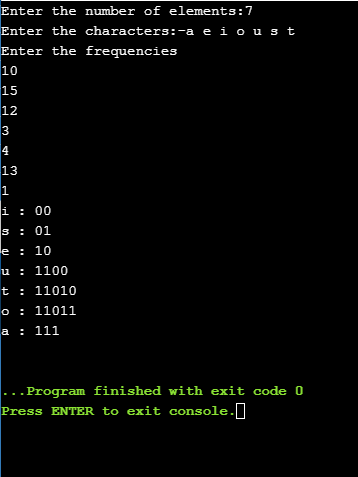 Enter the number of elements:7
Enter the characters:-a e i o u s t
Enter the frequencies
10
15
12
3
4
13
1
i : 00
s : 01
e : 10
u : 1100
t : 11010
o : 11011
a : 111
...Program finished with exit code 0
Press ENTER to exit console.